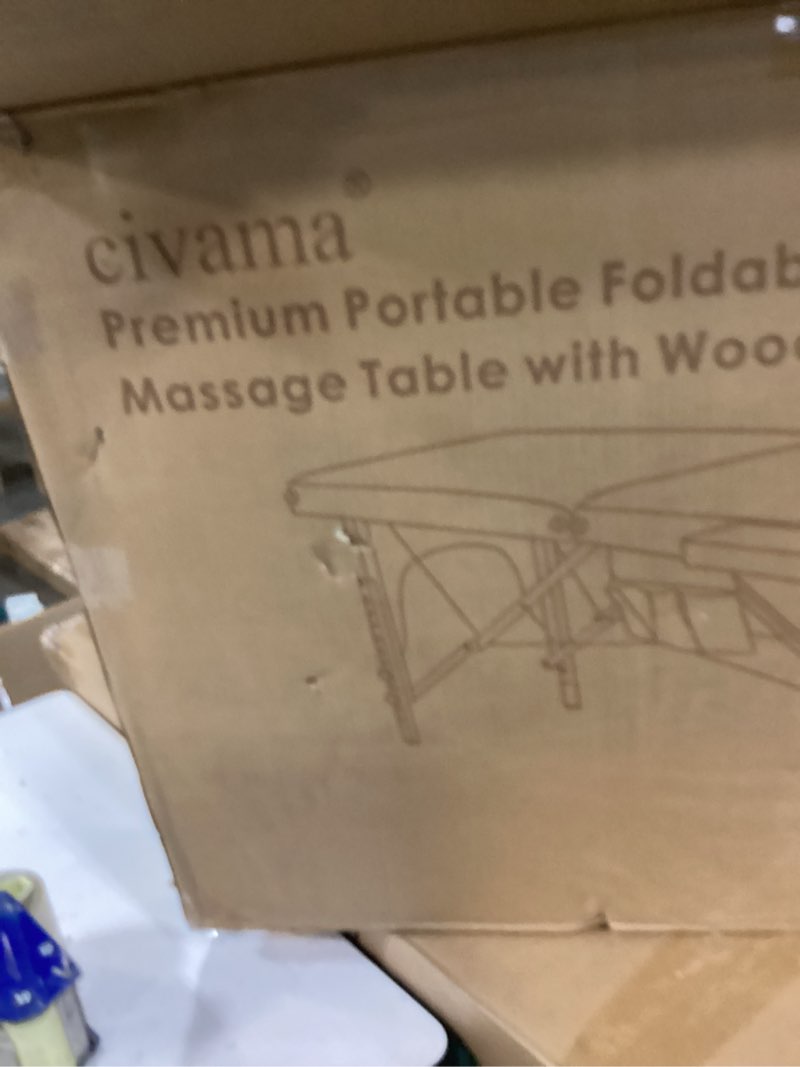 civama®
Premium Portable Foldab
Massage Table with Woo